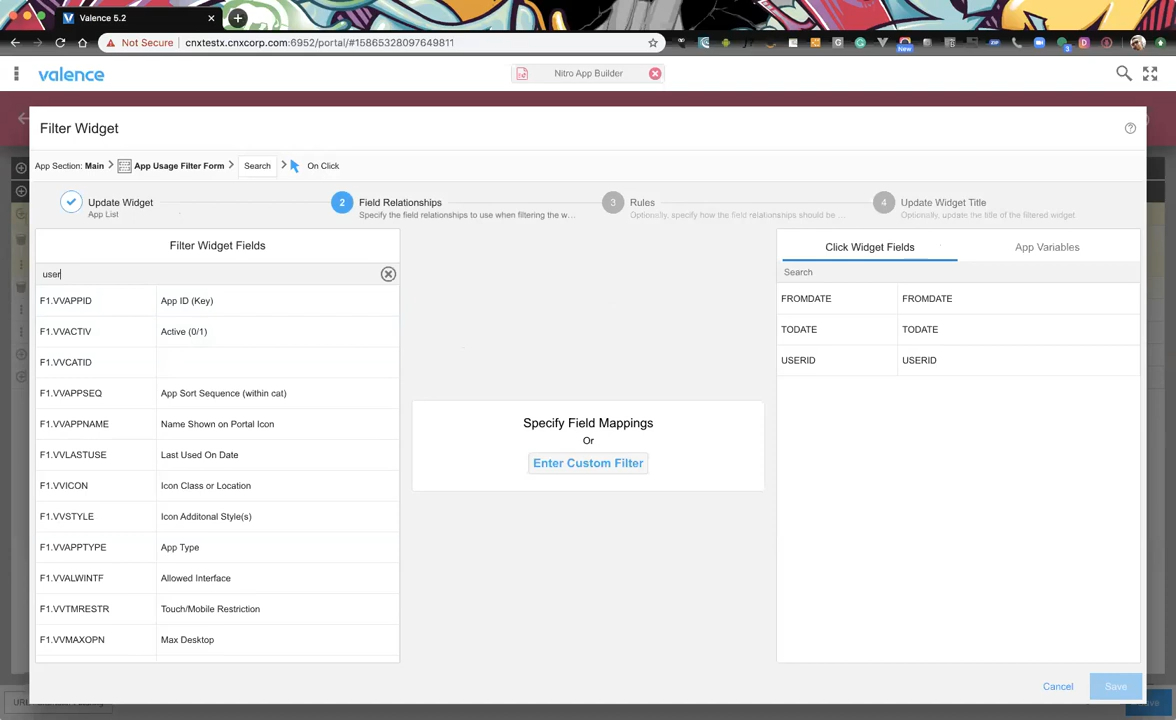 Valence 5.2
Not Secure
cnxtestx.cnxcorp.com:6952/portal/#15865328097649811
New
valence
Nitro App Builder
Filter Widget
App Section: Main
App Usage Filter Form
Search
On Click
Update Widget
App List
2
Field Relationships
Specify the field relationships to use when filtering the w...
3
Rules
Optionally, specify how the field relationships should be ...
4
Update Widget Title
Optionally, update the title of the filtered widget
Filter Widget Fields
user
F1.VVAPPID App ID (Key)
F1.VVACTIV Active (0/1)
F1.VVCATID
F1.VVAPPSEQ App Sort Sequence (within cat)
F1.VVAPPNAME Name Shown on Portal Icon
F1.VVLASTUSE Last Used On Date
F1.VVICON Icon Class or Location
F1.VVSTYLE Icon Additonal Style(s)
F1.VVAPPTYPE App Type
F1.VVALWINTF Allowed Interface
F1.VVTMRESTR Touch/Mobile Restriction
F1.VVMAXOPN Max Desktop
Specify Field Mappings
Or
Enter Custom Filter
Click Widget Fields
App Variables
Search
FROMDATE FROMDATE
TODATE TODATE
USERID USERID
Cancel
Save